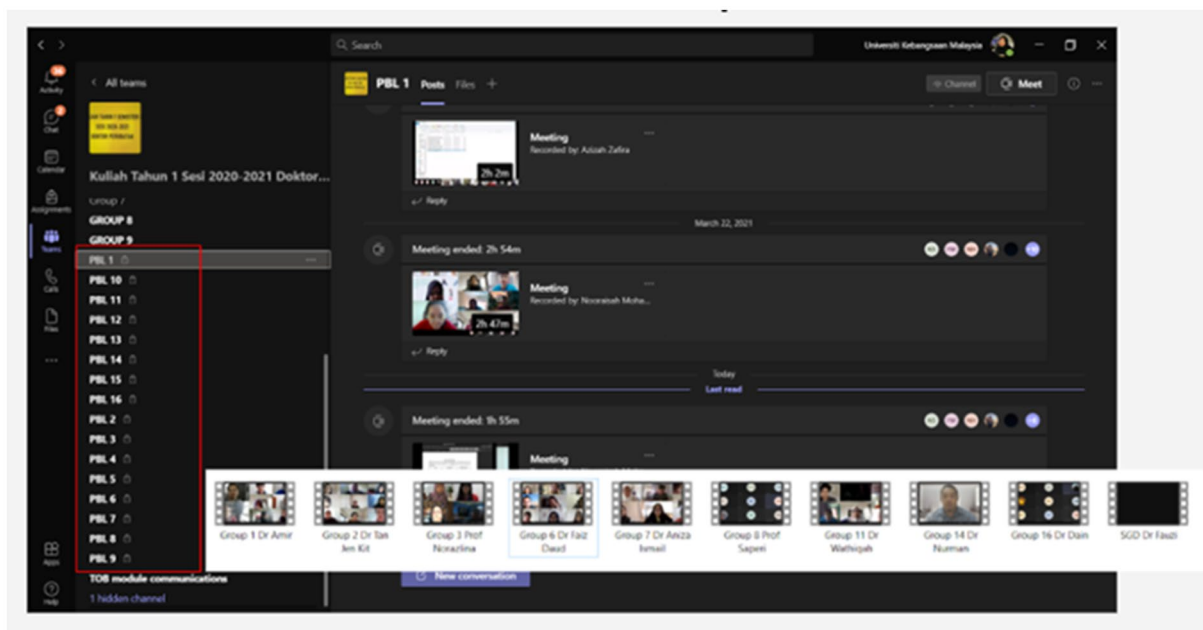 Search
Universiti Kebangsaan Malaysia
Activity
Chat
Calendar
Assignments
Teams
Calls
Files
Apps
Help
All teams
Kuliah Tahun 1 Sesi 2020-2021 Doktor...
Group 7
GROUP 8
GROUP 9
PBL 1
PBL 10
PBL 11
PBL 12
PBL 13
PBL 14
PBL 15
PBL 16
PBL 2
PBL 3
PBL 4
PBL 5
PBL 6
PBL 7
PBL 8
PBL 9
TOB module communications
1 hidden channel
PBL 1 Posts Files +
Channel
Meet
Meeting
Recorded by: Azizah Zafira
2h 2m
Reply
March 22, 2021
Meeting ended: 2h 54m
Meeting
Recorded by: Nooraisah Moha...
2h 47m
Reply
Today
Last read
Meeting ended: 1h 55m
Meeting
New conversation
Group 1 Dr Amir
Group 2 Dr Tan Jen Kit
Group 3 Prof Norazlina
Group 6 Dr Faiz Daud
Group 7 Dr Aniza Ismail
Group 8 Prof Saperi
Group 11 Dr Wathiqah
Group 14 Dr Nurman
Group 16 Dr Dain
SGD Dr Fauzi